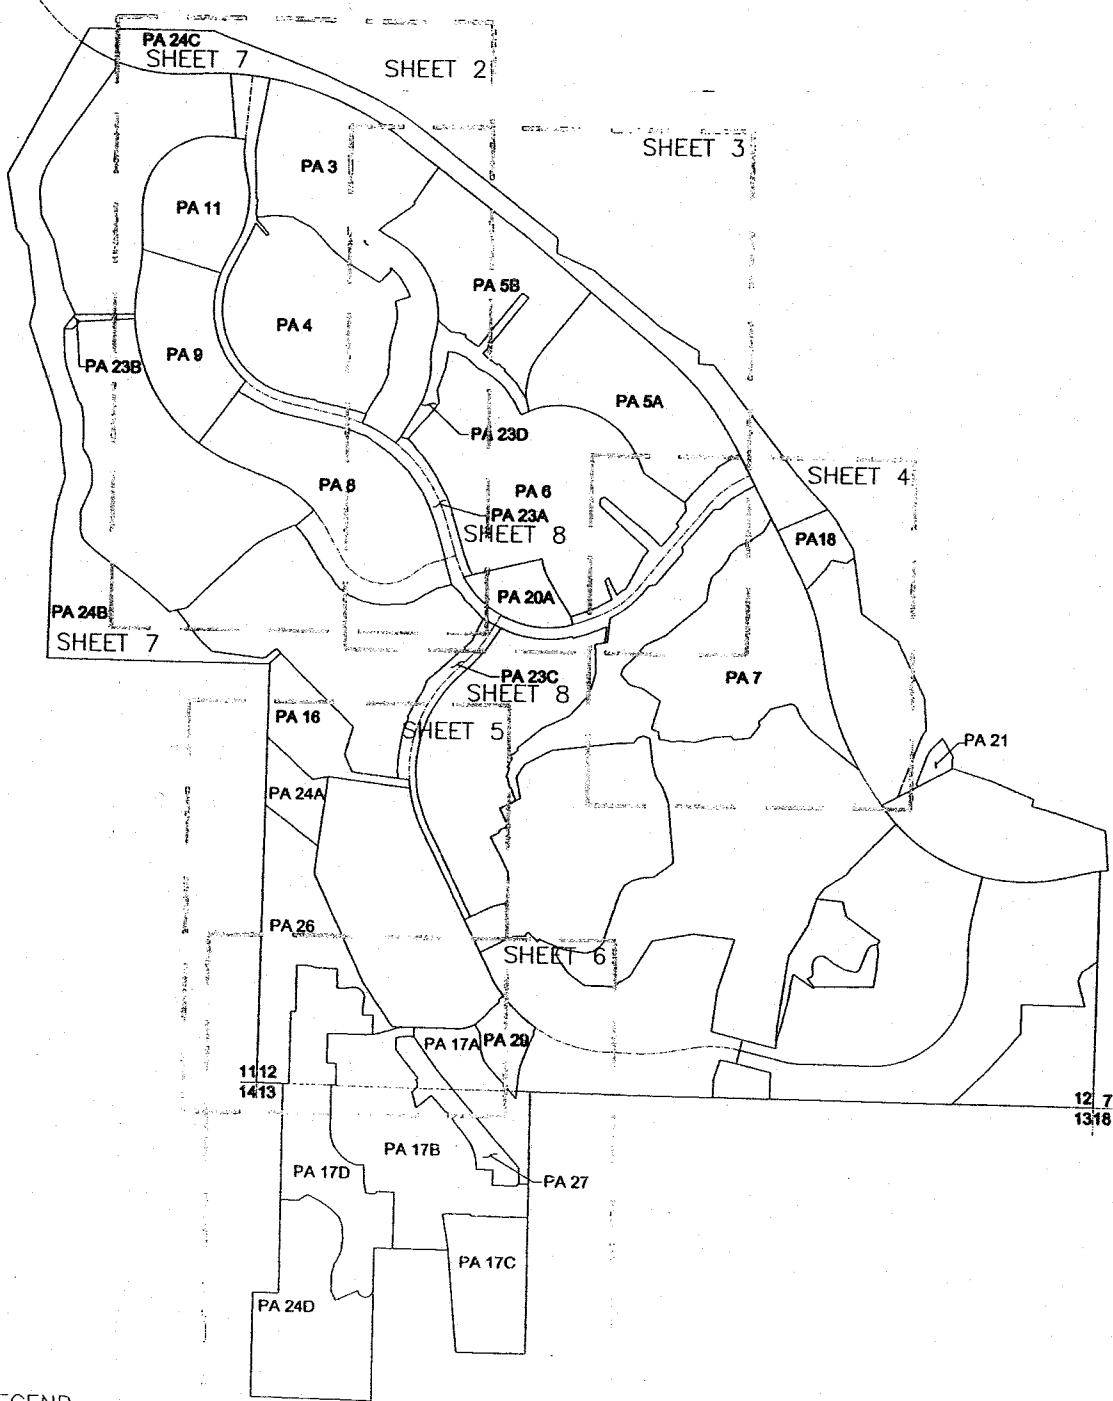 PA 24C
SHEET 7
SHEET 2
SHEET 3
PA 3
PA 11
PA 5B
PA 4
PA 9
PA 23B
PA 5A
PA 23D
SHEET 4
PA 8
PA 6
PA 23A
SHEET 8
PA18
PA 20A
PA 24B
SHEET 7
PA 23C
SHEET 8
PA 7
PA 16
SHEET 5
PA 21
PA 24A
PA 26
SHEET 6
PA 17A
PA 29
11 12
14 13
12 7
13 18
PA 17B
PA 17D
PA 27
PA 17C
PA 24D